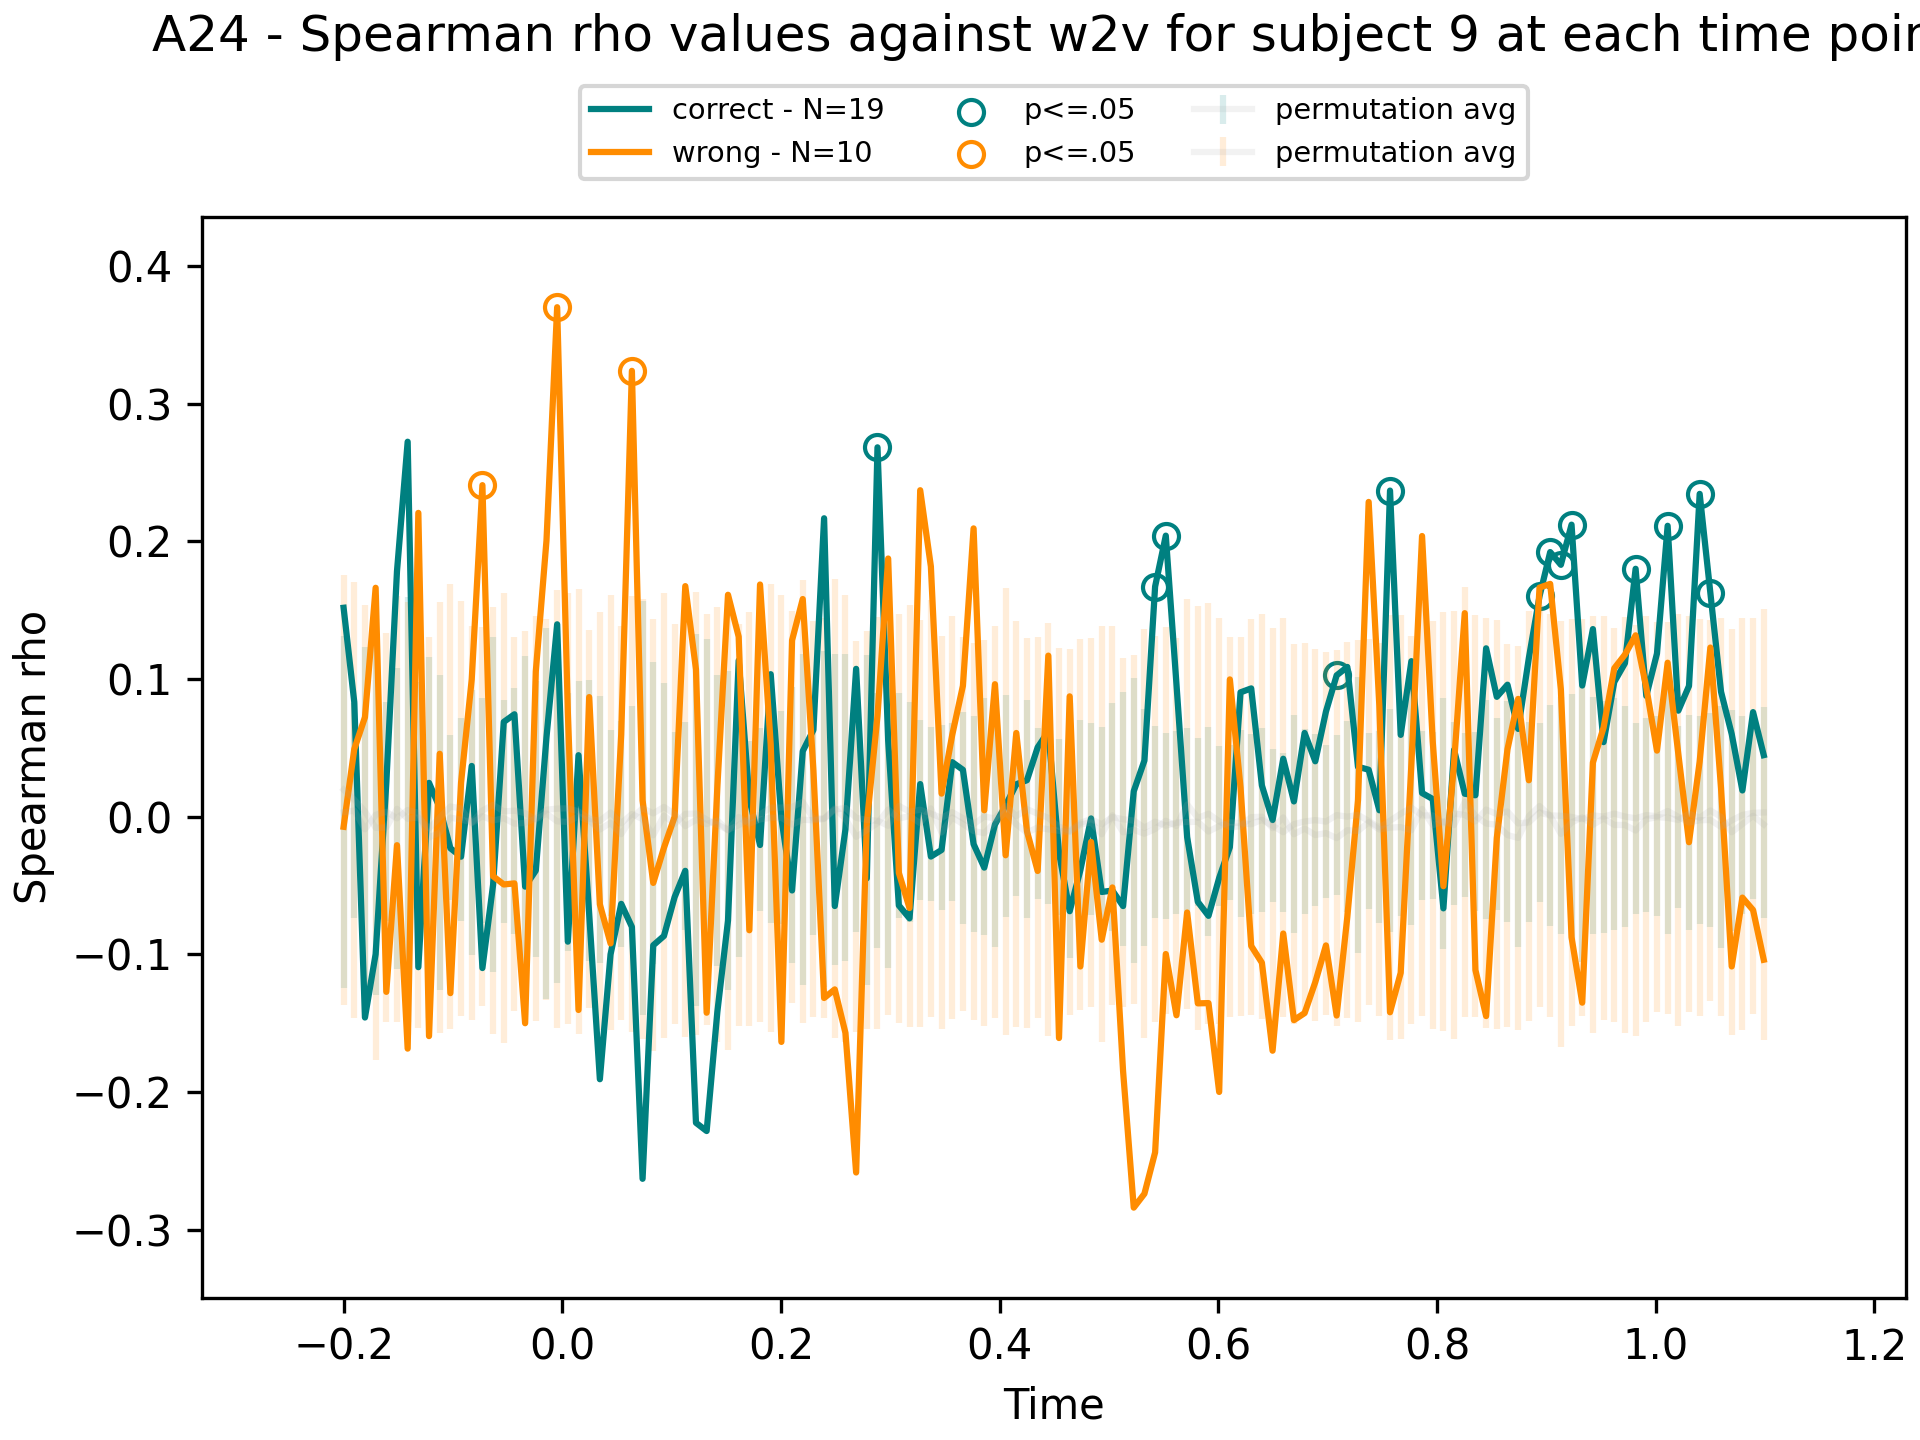 A24 - Spearman rho values against w2v for subject 9 at each time
correct - N=19 p<=.05 permutation avg
wrong - N=10 p<=.05 permutation avg
0.4
0.3
0.2
0.1
0.0
−0.1
−0.2
−0.3
Spearman rho
−0.2 0.0 0.2 0.4 0.6 0.8 1.0 1.2
Time